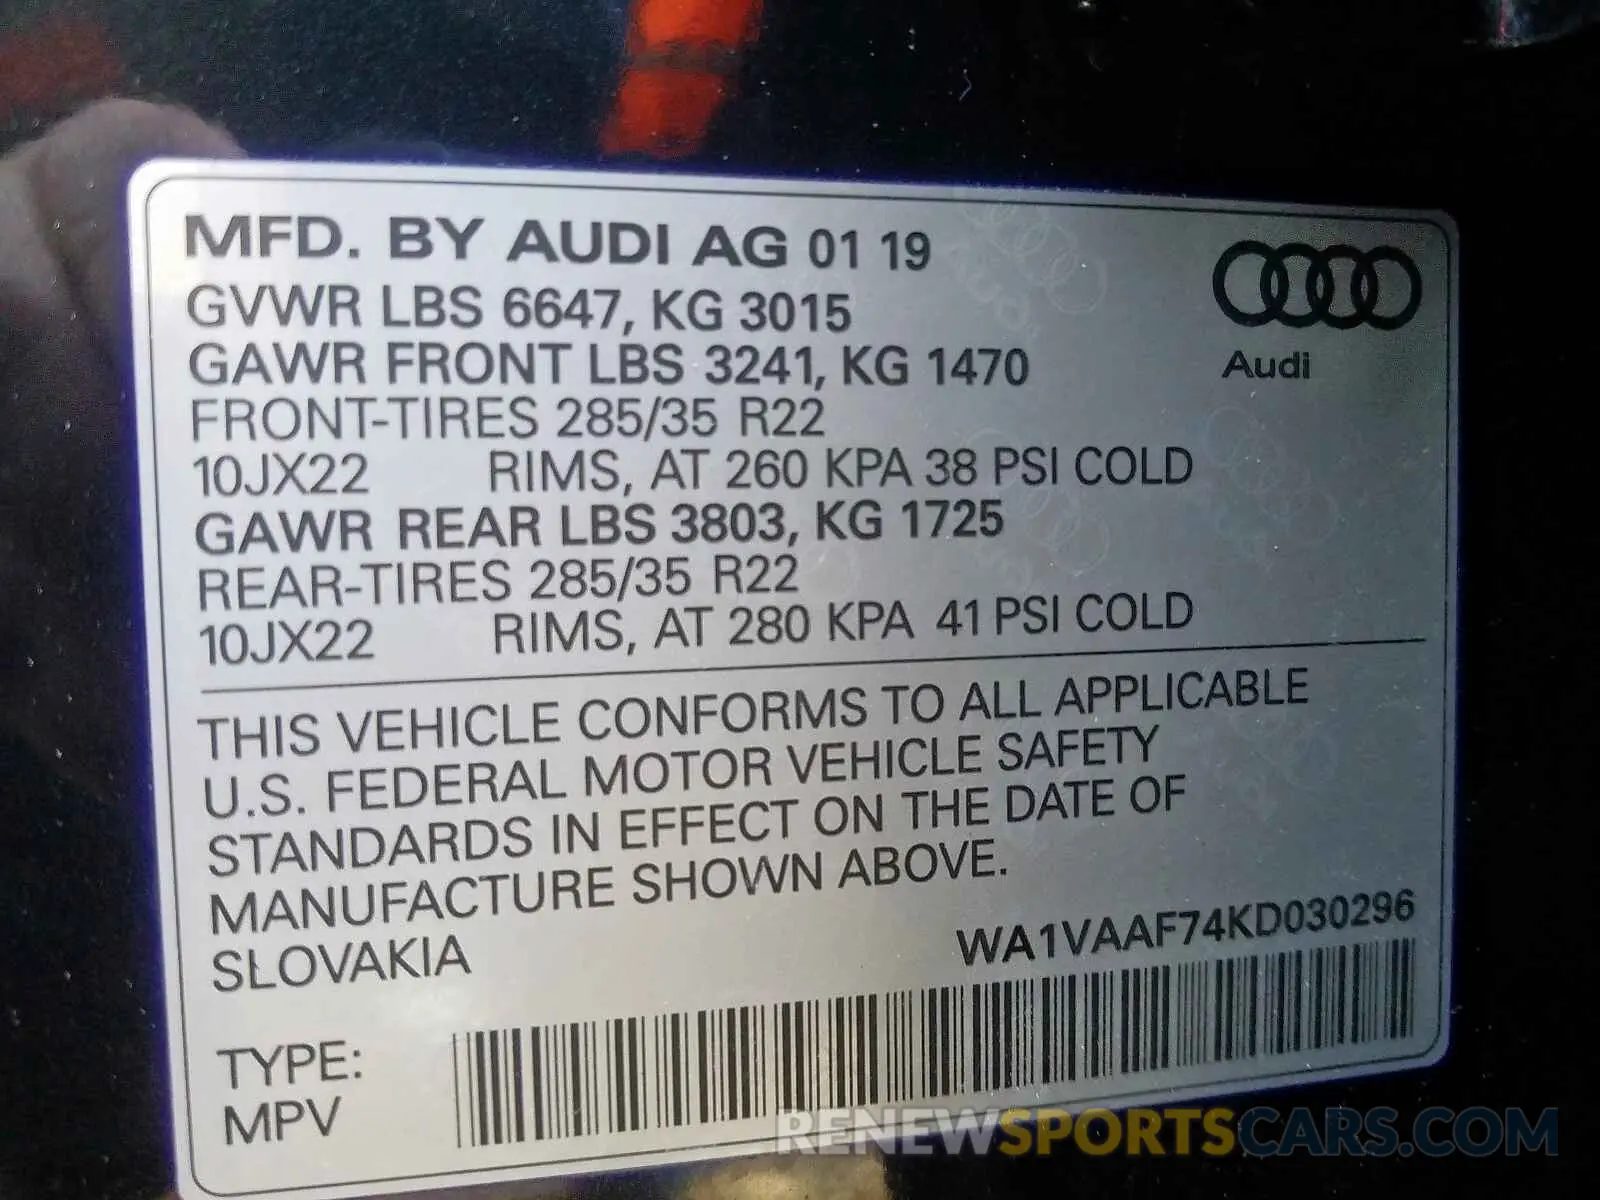 MFD. BY AUDI AG 01 19
GVWR LBS 6647, KG 3015
GAWR FRONT LBS 3241, KG 1470
Audi
FRONT-TIRES 285/35 R22
10JX22 RIMS, AT 260 KPA 38 PSI COLD
GAWR REAR LBS 3803, KG 1725
REAR-TIRES 285/35 R22
10JX22 RIMS, AT 280 KPA 41 PSI COLD
THIS VEHICLE CONFORMS TO ALL APPLICABLE
U.S. FEDERAL MOTOR VEHICLE SAFETY
STANDARDS IN EFFECT ON THE DATE OF
MANUFACTURE SHOWN ABOVE.
SLOVAKIA
WA1VAAF74KD030296
TYPE:
MPV
RENEWSPORTSCARS.COM